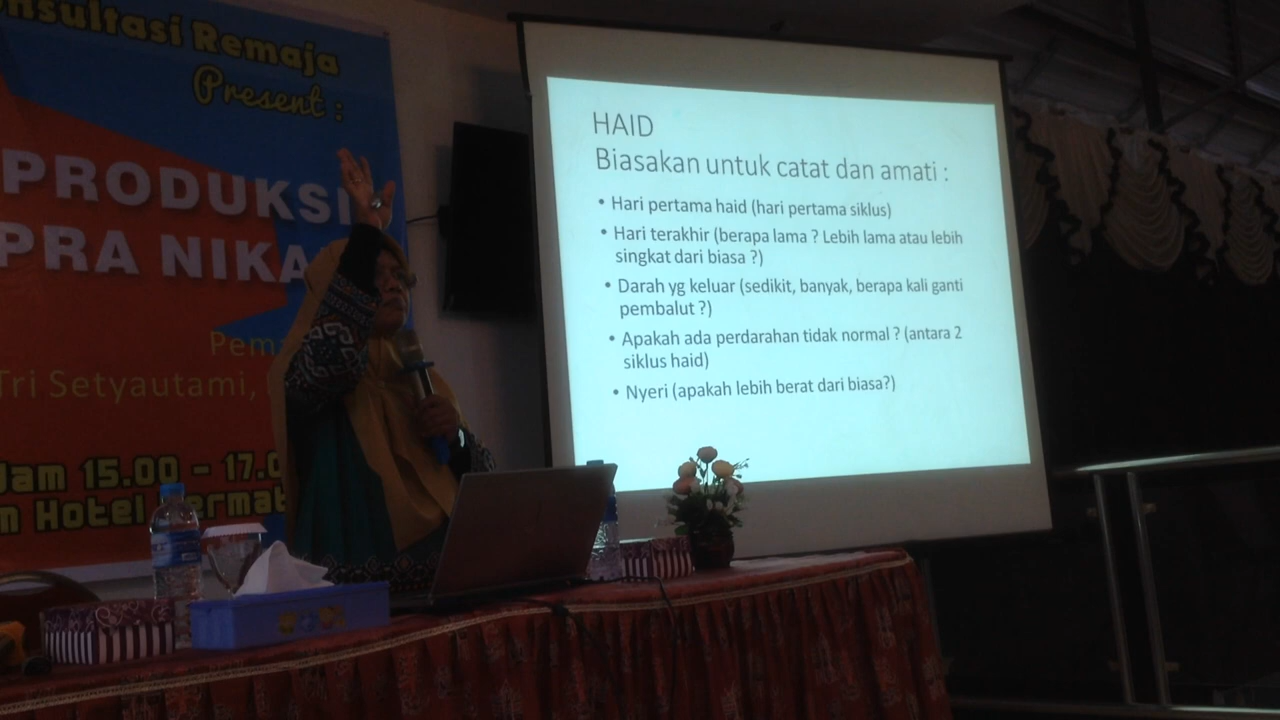 Remaja
Present :
PRODUKSI
PRA NIKA
Tri Setyautami,
Jam 15.00 - 17.0
Hotel
HAID
Biasakan untuk catat dan amati :
• Hari pertama haid (hari pertama siklus)
• Hari terakhir (berapa lama ? Lebih lama atau lebih
singkat dari biasa ?)
• Darah yg keluar (sedikit, banyak, berapa kali ganti
pembalut ?)
• Apakah ada perdarahan tidak normal ? (antara 2
siklus haid)
• Nyeri (apakah lebih berat dari biasa?)